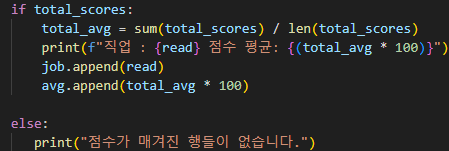 if total_scores:
    total_avg = sum(total_scores) / len(total_scores)
    print(f"직업 : {read} 점수 평균: {(total_avg * 100)}")
    job.append(read)
    avg.append(total_avg * 100)
else:
    print("점수가 매겨진 행들이 없습니다.")